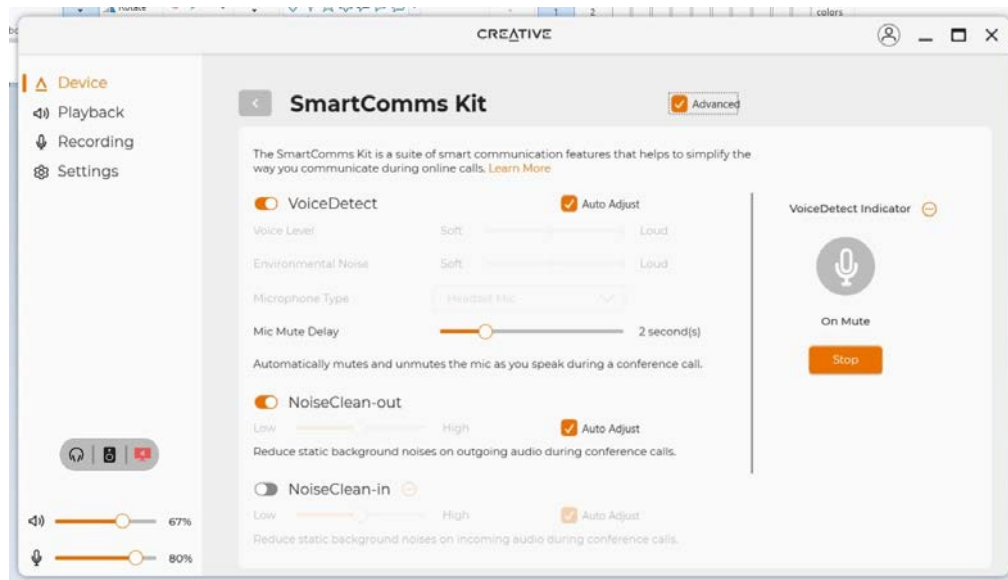 Rotate
1 2
colors
CREATIVE
Device
Playback
Recording
Settings
SmartComms Kit
Advanced
The SmartComms Kit is a suite of smart communication features that helps to simplify the
way you communicate during online calls. Learn More
VoiceDetect
Auto Adjust
Voice Level Soft Loud
Environmental Noise Soft Loud
Microphone Type Headset Mic
Mic Mute Delay 2 second(s)
Automatically mutes and unmutes the mic as you speak during a conference call.
NoiseClean-out
Low High Auto Adjust
Reduce static background noises on outgoing audio during conference calls.
NoiseClean-in
Low High Auto Adjust
Reduce static background noises on incoming audio during conference calls.
VoiceDetect Indicator
On Mute
Stop
67%
80%